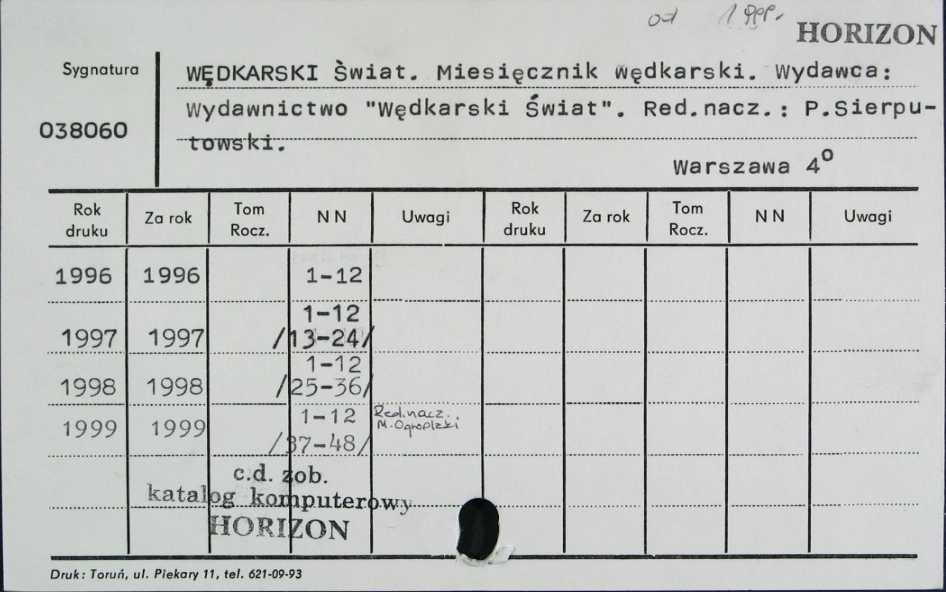 od 1999r.
HORIZON
Sygnatura
038060
WĘDKARSKI Świat. Miesięcznik wędkarski. Wydawca:
Wydawnictwo "Wędkarski Świat". Red.nacz.: P.Sierpu-
towski.
Warszawa 4°
Rok druku Za rok Tom Rocz. N N Uwagi Rok druku Za rok Tom Rocz. N N Uwagi
1996 1996 1-12
1-12
1997 1997 /13-24/
1-12
1998 1998 /25-36/
1999 1999 1-12 Red.nacz.
/37-48/
c.d. zob.
katalog komputerowy
HORIZON
Druk: Toruń, ul. Piekary 11, tel. 621-09-93